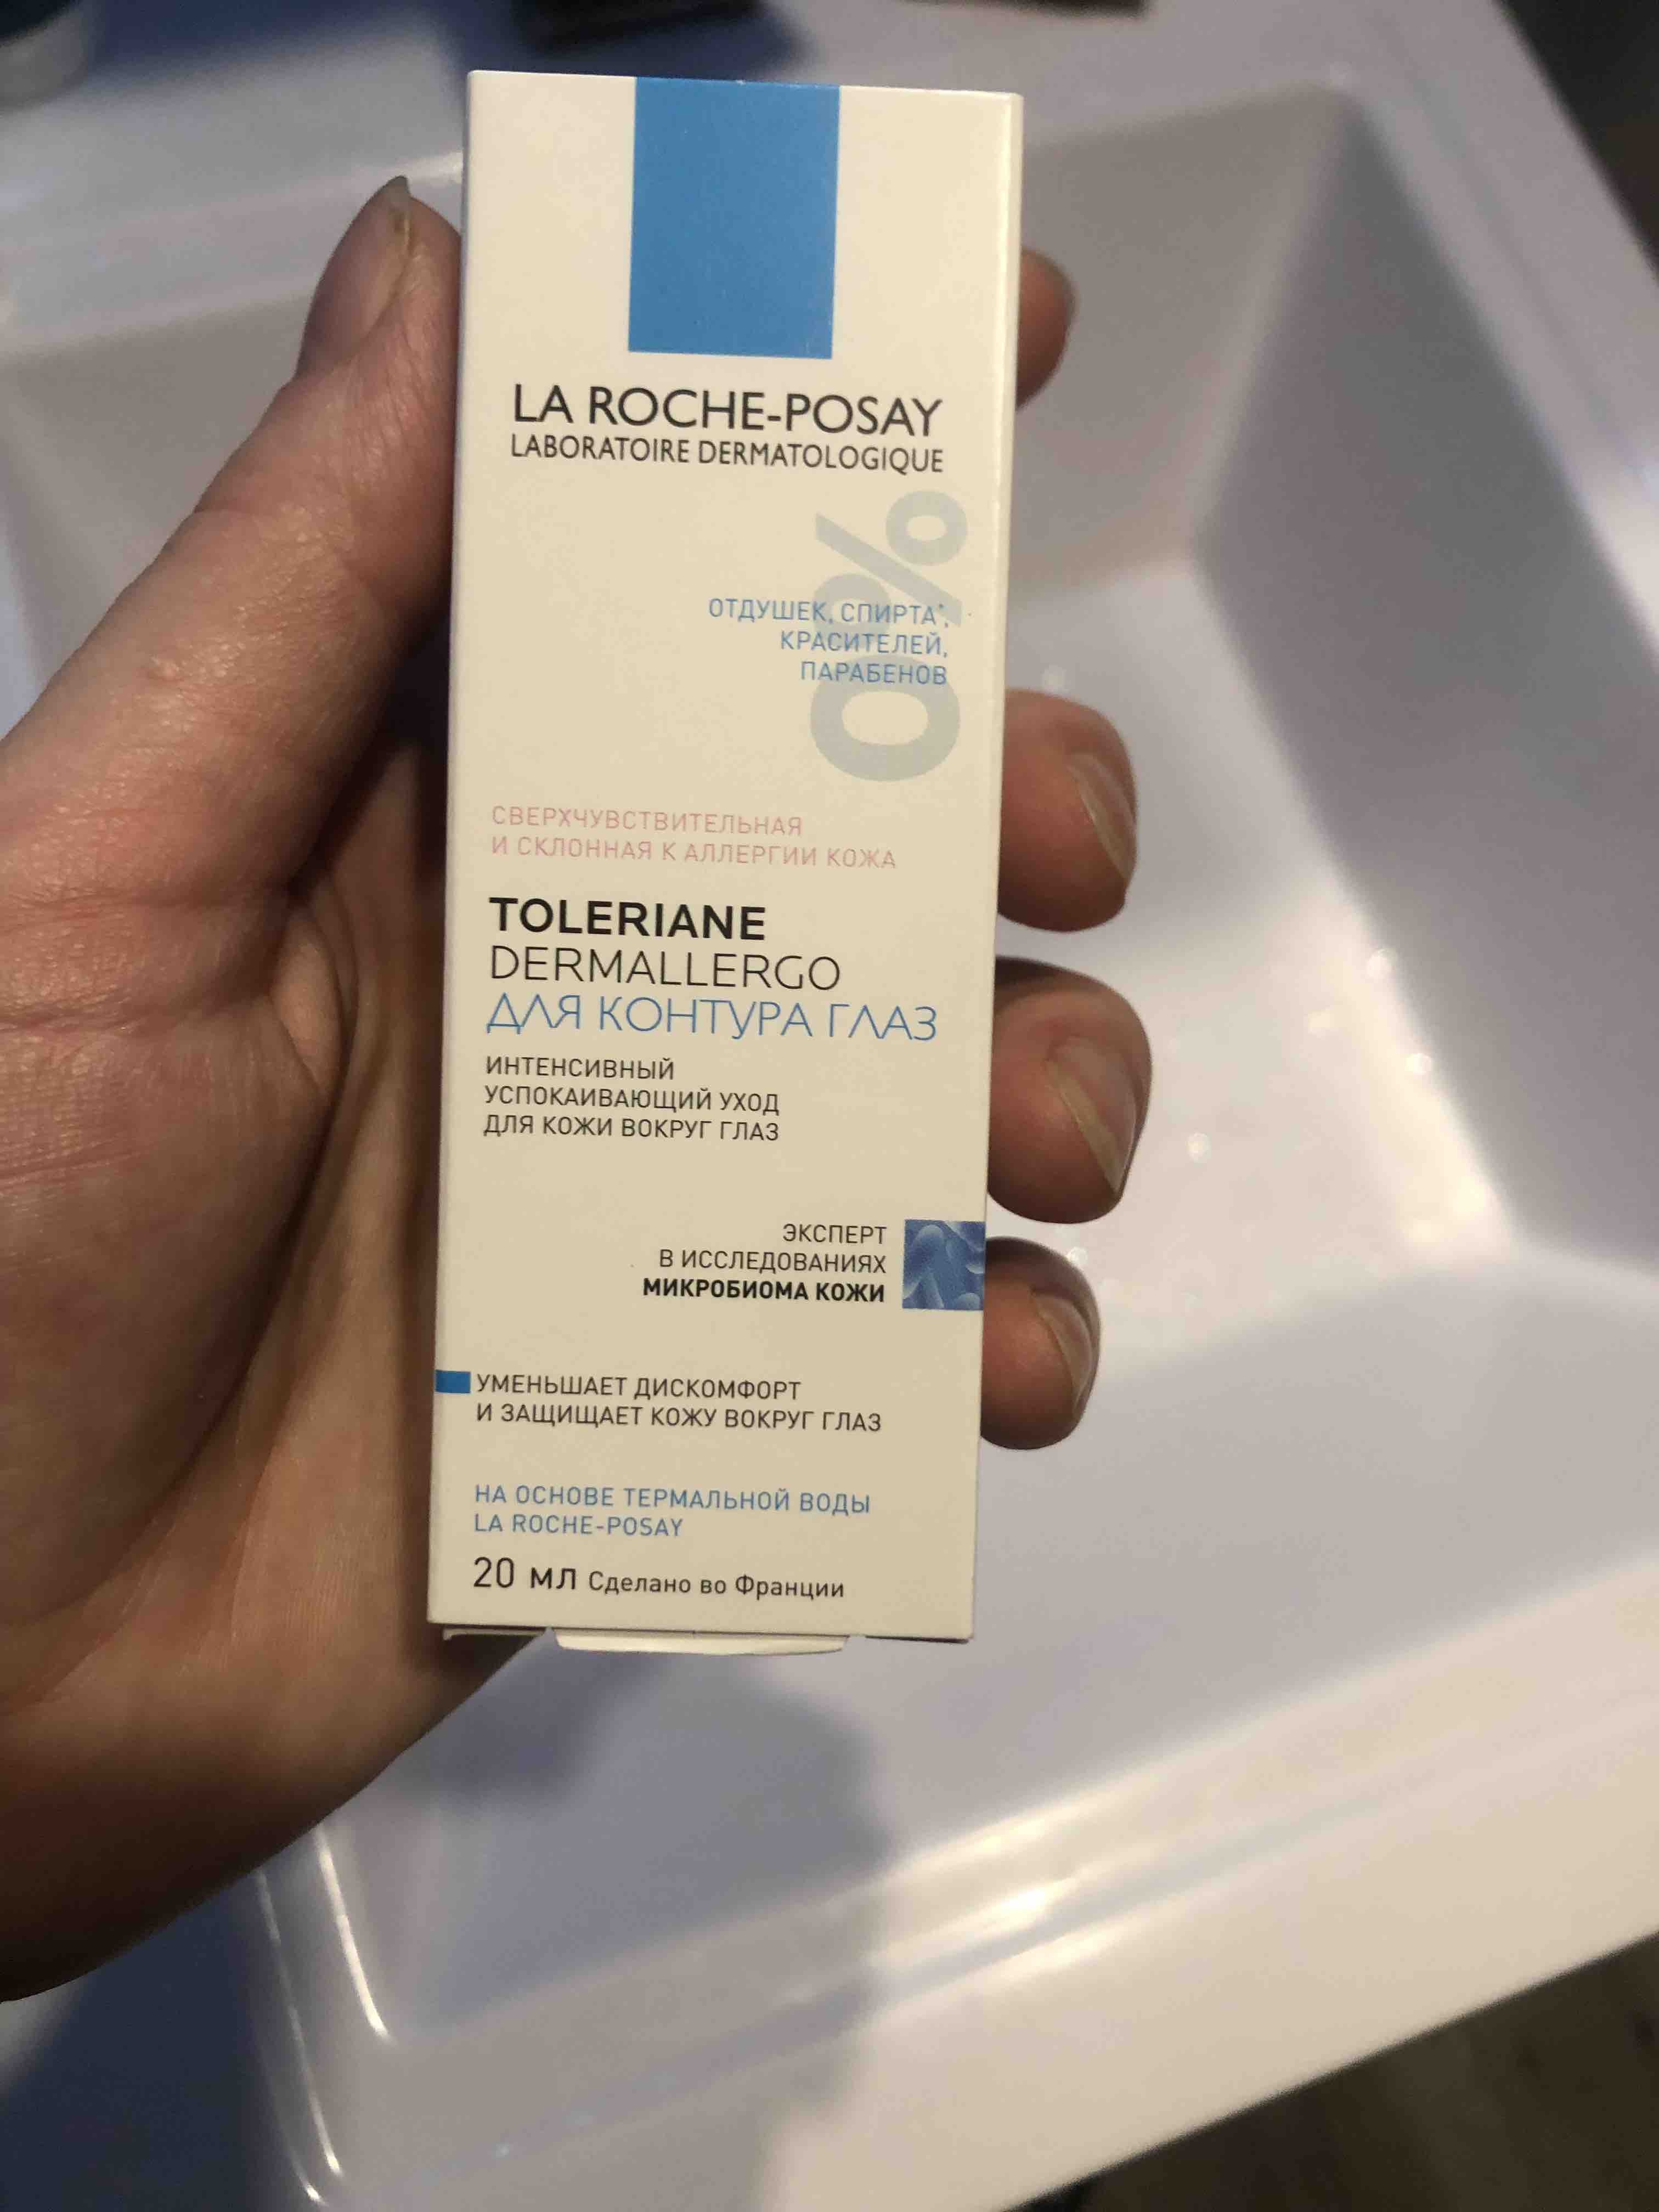 LA ROCHE-POSAY
LABORATOIRE DERMATOLOGIQUE
0%
ОТДУШЕК, СПИРТА*,
КРАСИТЕЛЕЙ,
ПАРАБЕНОВ
СВЕРХЧУВСТВИТЕЛЬНАЯ
И СКЛОННАЯ К АЛЛЕРГИИ КОЖА
TOLERIANE
DERMALLERGO
ДЛЯ КОНТУРА ГЛАЗ
ИНТЕНСИВНЫЙ
УСПОКАИВАЮЩИЙ УХОД
ДЛЯ КОЖИ ВОКРУГ ГЛАЗ
ЭКСПЕРТ
В ИССЛЕДОВАНИЯХ
МИКРОБИОМА КОЖИ
УМЕНЬШАЕТ ДИСКОМФОРТ
И ЗАЩИЩАЕТ КОЖУ ВОКРУГ ГЛАЗ
НА ОСНОВЕ ТЕРМАЛЬНОЙ ВОДЫ
LA ROCHE-POSAY
20 МЛ Сделано во Франции